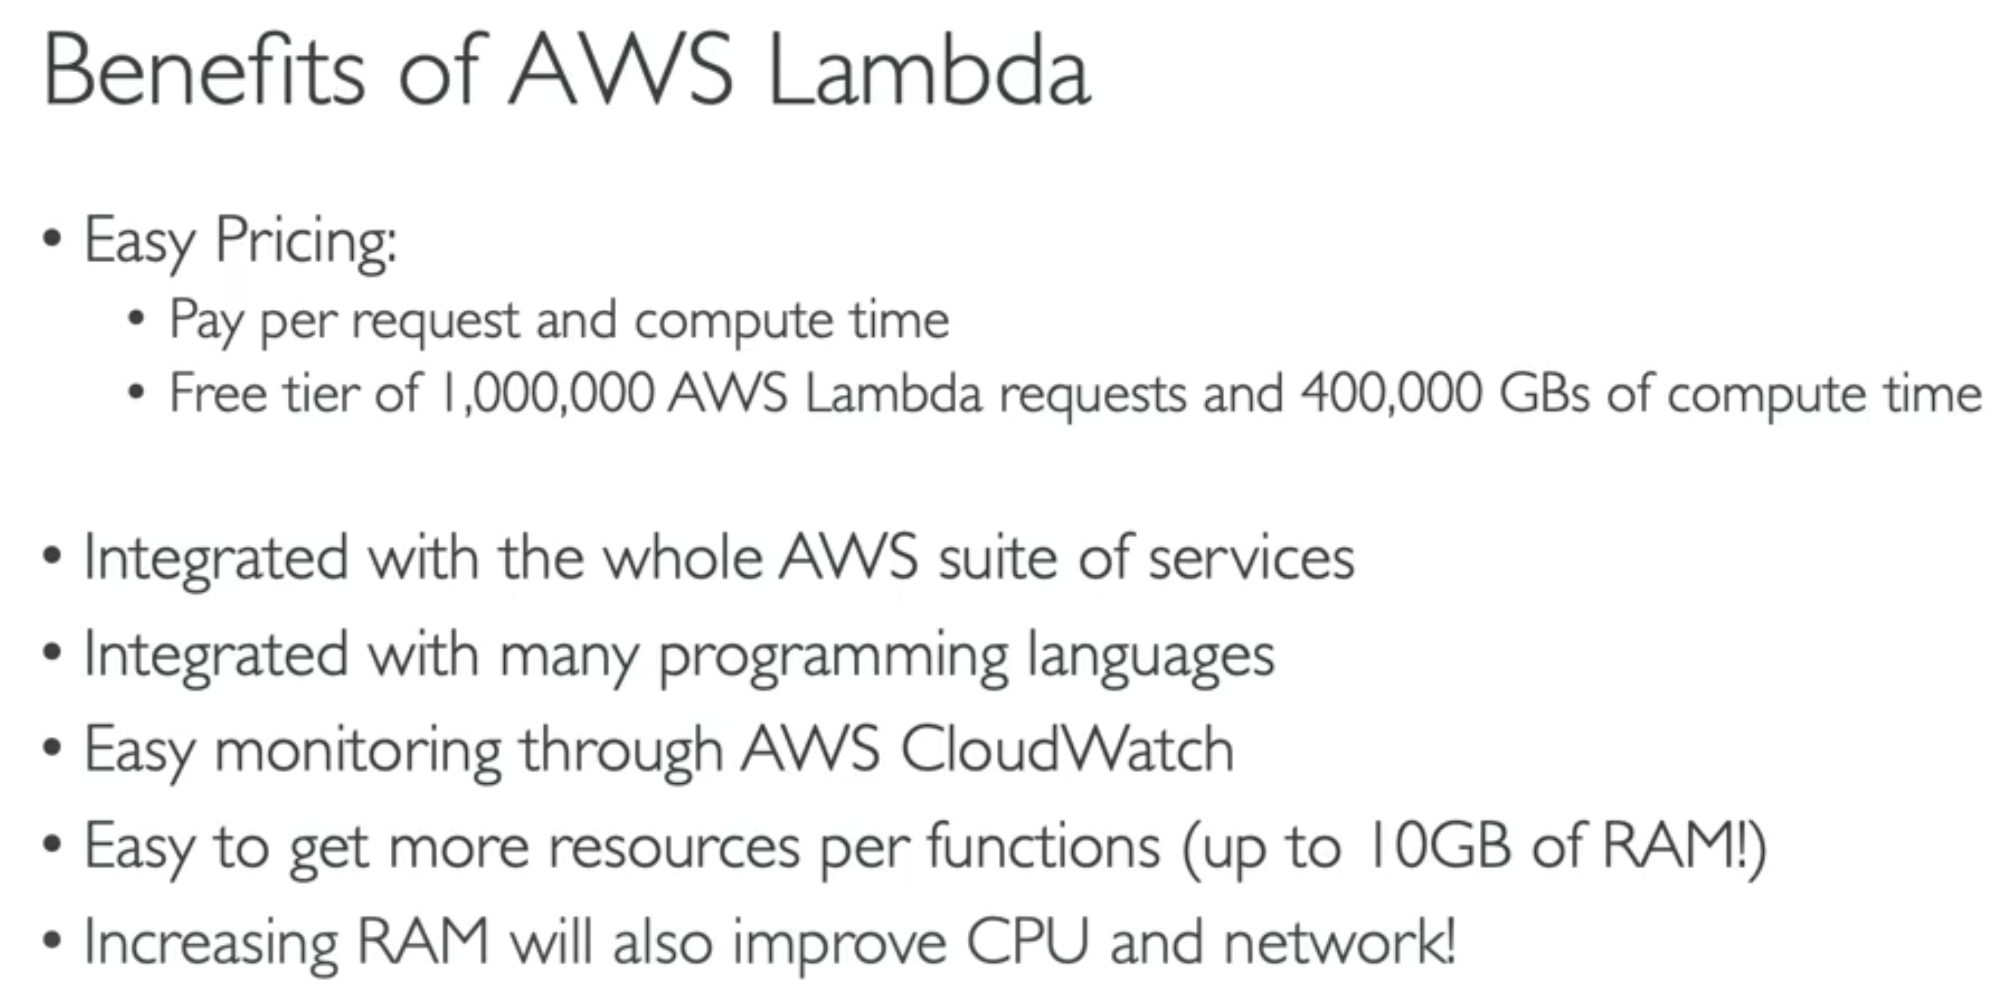 Benefits of AWS Lambda
• Easy Pricing:
• Pay per request and compute time
• Free tier of 1,000,000 AWS Lambda requests and 400,000 GBs of compute time
• Integrated with the whole AWS suite of services
• Integrated with many programming languages
• Easy monitoring through AWS CloudWatch
• Easy to get more resources per functions (up to 10GB of RAM!)
• Increasing RAM will also improve CPU and network!